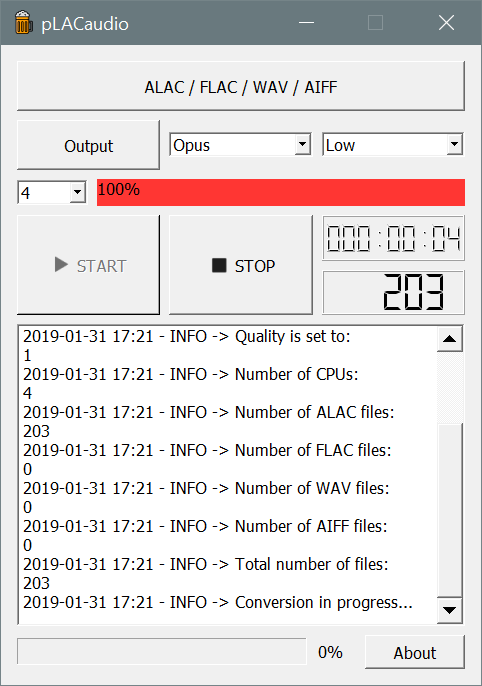 pLACaudio
ALAC / FLAC / WAV / AIFF
Output
Opus
Low
4
100%
START
STOP
000:00:04
203
2019-01-31 17:21 - INFO -> Quality is set to:
1
2019-01-31 17:21 - INFO -> Number of CPUs:
4
2019-01-31 17:21 - INFO -> Number of ALAC files:
203
2019-01-31 17:21 - INFO -> Number of FLAC files:
0
2019-01-31 17:21 - INFO -> Number of WAV files:
0
2019-01-31 17:21 - INFO -> Number of AIFF files:
0
2019-01-31 17:21 - INFO -> Total number of files:
203
2019-01-31 17:21 - INFO -> Conversion in progress...
0%
About